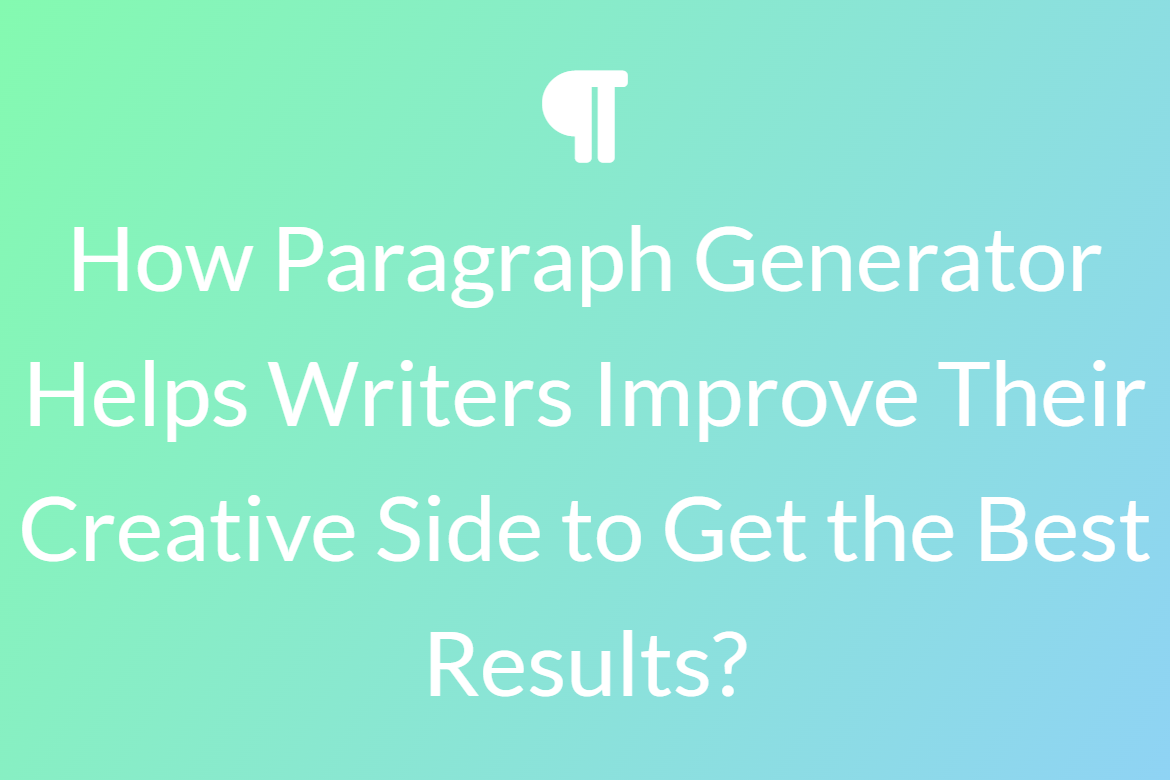 ¶
How Paragraph Generator
Helps Writers Improve Their
Creative Side to Get the Best
Results?